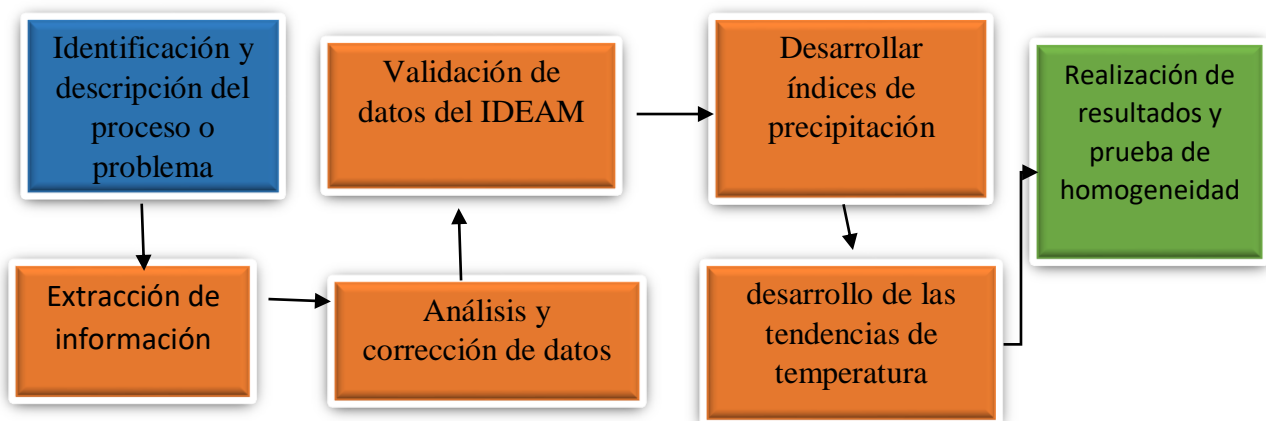 Identificación y
descripción del
proceso o
problema
Extracción de
información
Análisis y
corrección de datos
Validación de
datos del IDEAM
Desarrollar
índices de
precipitación
desarrollo de las
tendencias de
temperatura
Realización de
resultados y
prueba de
homogeneidad